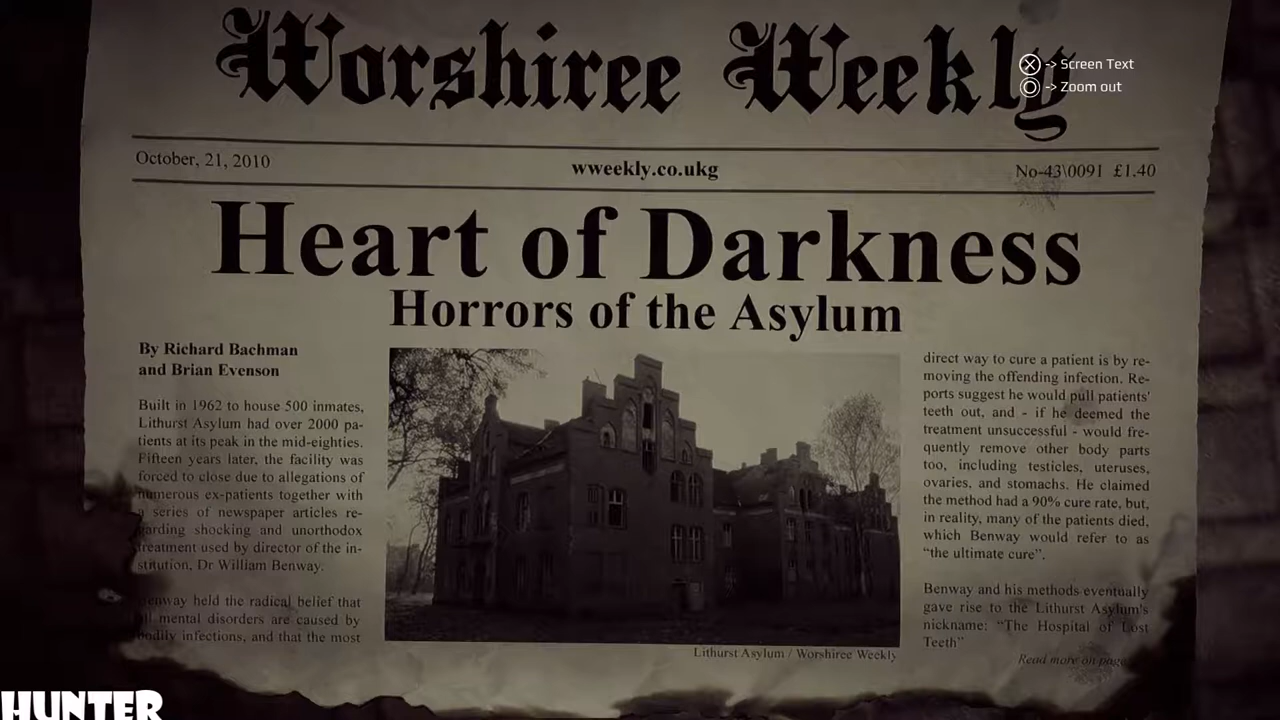 Worshiree Weekly
-> Screen Text
-> Zoom out
October, 21, 2010
wweekly.co.ukg
No-43\0091 £1.40
Heart of Darkness
Horrors of the Asylum
By Richard Bachman
and Brian Evenson
Built in 1962 to house 500 inmates,
Lithurst Asylum had over 2000 pa-
tients at its peak in the mid-eighties.
Fifteen years later, the facility was
forced to close due to allegations of
numerous ex-patients together with
a series of newspaper articles re-
garding shocking and unorthodox
treatment used by director of the in-
stitution, Dr William Benway.
Benway held the radical belief that
all mental disorders are caused by
bodily infections, and that the most
Lithurst Asylum / Worshiree Weekly
direct way to cure a patient is by re-
moving the offending infection. Re-
ports suggest he would pull patients'
teeth out, and - if he deemed the
treatment unsuccessful - would fre-
quently remove other body parts
too, including testicles, uteruses,
ovaries, and stomachs. He claimed
the method had a 90% cure rate, but,
in reality, many of the patients died,
which Benway would refer to as
“the ultimate cure”.
Benway and his methods eventually
gave rise to the Lithurst Asylum's
nickname: “The Hospital of Lost
Teeth”
Read more on page
HUNTER